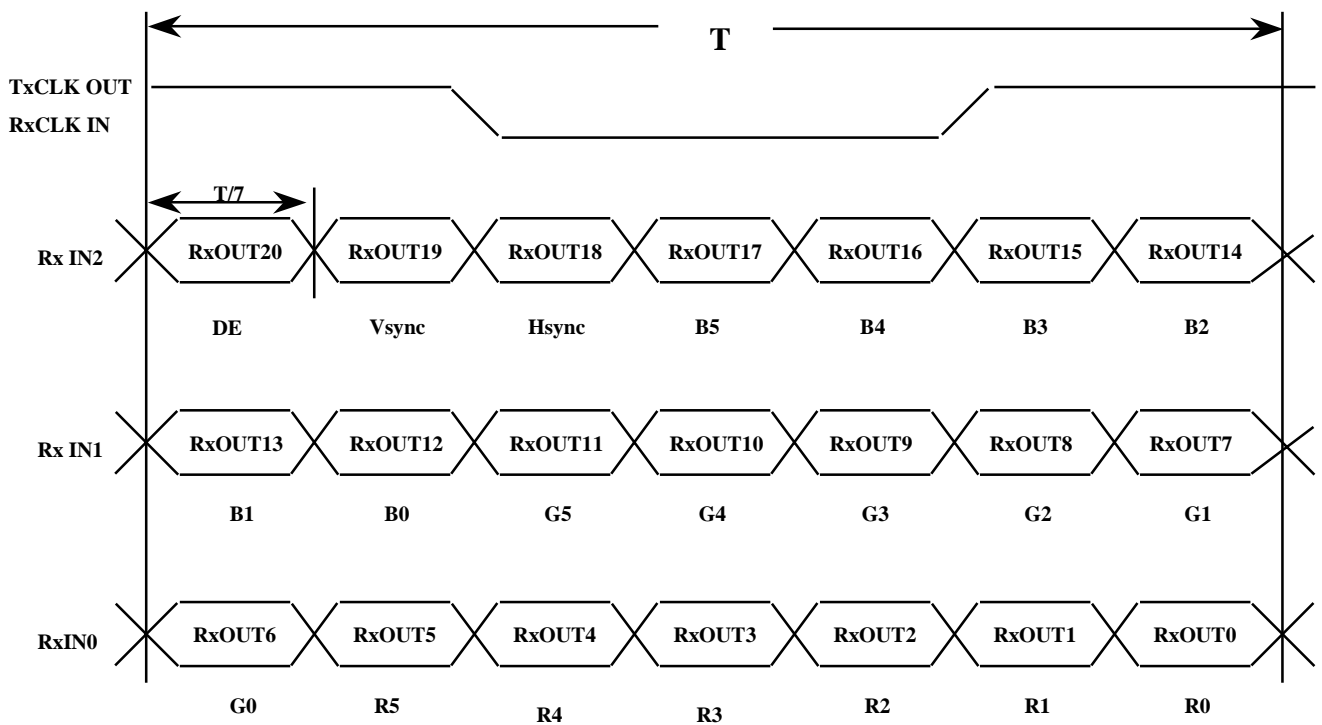 T
TxCLK OUT
RxCLK IN
T/7
Rx IN2 RxOUT20 RxOUT19 RxOUT18 RxOUT17 RxOUT16 RxOUT15 RxOUT14
DE Vsync Hsync B5 B4 B3 B2
Rx IN1 RxOUT13 RxOUT12 RxOUT11 RxOUT10 RxOUT9 RxOUT8 RxOUT7
B1 B0 G5 G4 G3 G2 G1
RxIN0 RxOUT6 RxOUT5 RxOUT4 RxOUT3 RxOUT2 RxOUT1 RxOUT0
G0 R5 R4 R3 R2 R1 R0